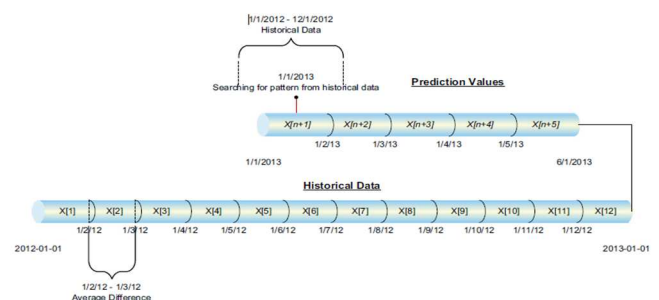 1/1/2012 - 12/1/2012
Historical Data
1/1/2013
Searching for pattern from historical data
Prediction Values
X[n+1] X[n+2] X[n+3] X[n+4] X[n+5]
1/2/13 1/3/13 1/4/13 1/5/13
1/1/2013 6/1/2013
Historical Data
X[1] X[2] X[3] X[4] X[5] X[6] X[7] X[8] X[9] X[10] X[11] X[12]
1/2/12 1/3/12 1/4/12 1/5/12 1/6/12 1/7/12 1/8/12 1/9/12 1/10/12 1/11/12 1/12/12
2012-01-01 2013-01-01
1/2/12 - 1/3/12
Average Difference